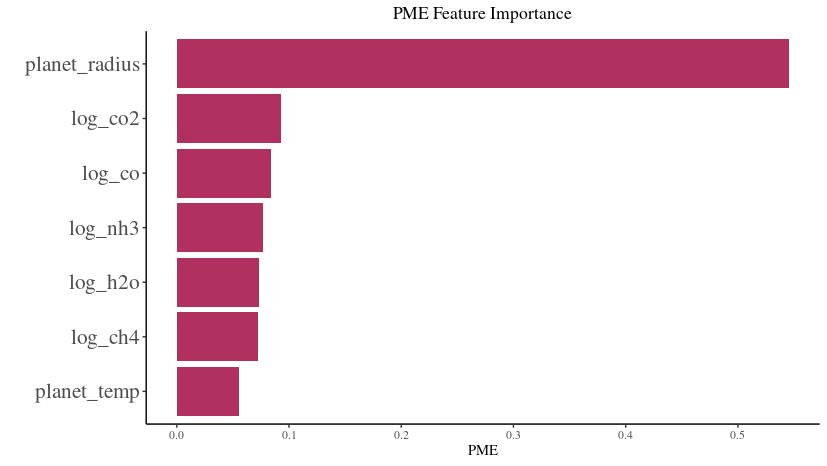 PME Feature Importance
planet_radius
log_co2
log_co
log_nh3
log_h2o
log_ch4
planet_temp
0.0 0.1 0.2 0.3 0.4 0.5
PME